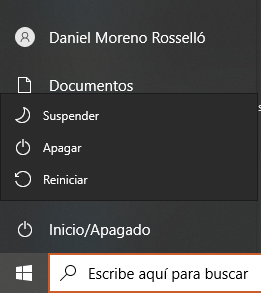 Daniel Moreno Rosselló
Documentos
Suspender
Apagar
Reiniciar
Inicio/Apagado
Escribe aquí para buscar